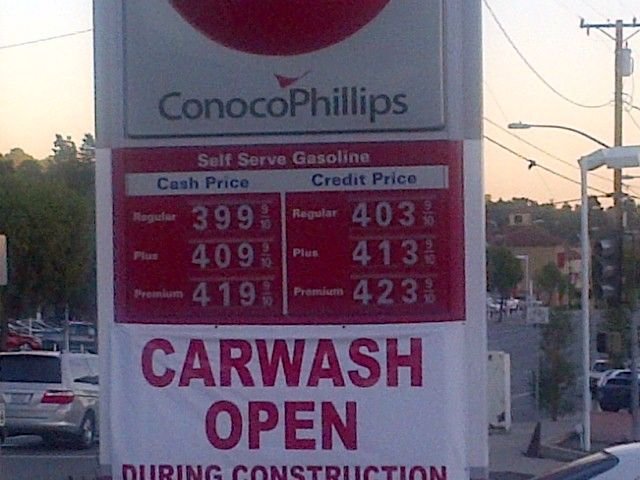 ConocoPhillips
Self Serve Gasoline
Cash Price Credit Price
Regular 399 9/10 Regular 403 9/10
Plus 409 9/10 Plus 413 9/10
Premium 419 9/10 Premium 423 9/10
CARWASH
OPEN
DURING CONSTRUCTION